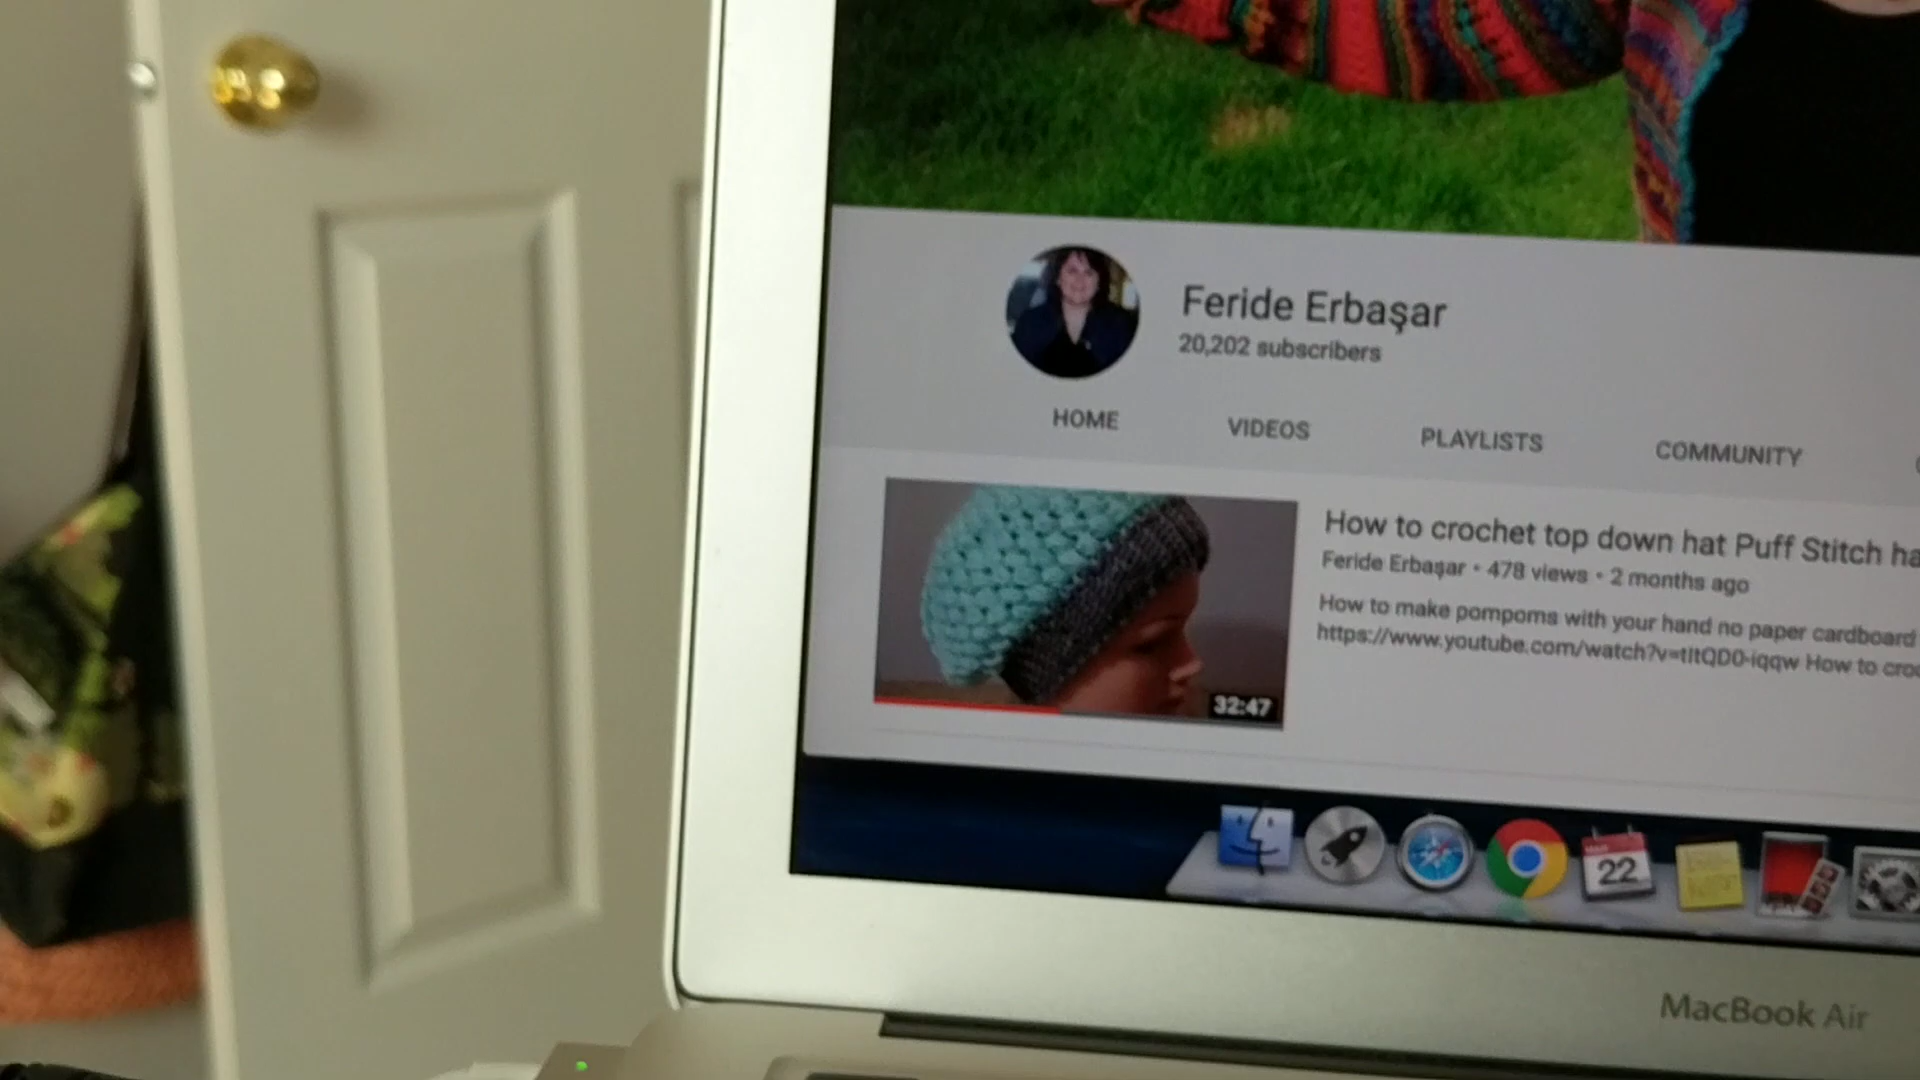 Feride Erbaşar
20,202 subscribers
HOME VIDEOS PLAYLISTS COMMUNITY
How to crochet top down hat Puff Stitch ha
Feride Erbaşar • 478 views • 2 months ago
How to make pompoms with your hand no paper cardboard
https://www.youtube.com/watch?v=tItQD0-iqqw How to croc
32:47
22
MacBook Air